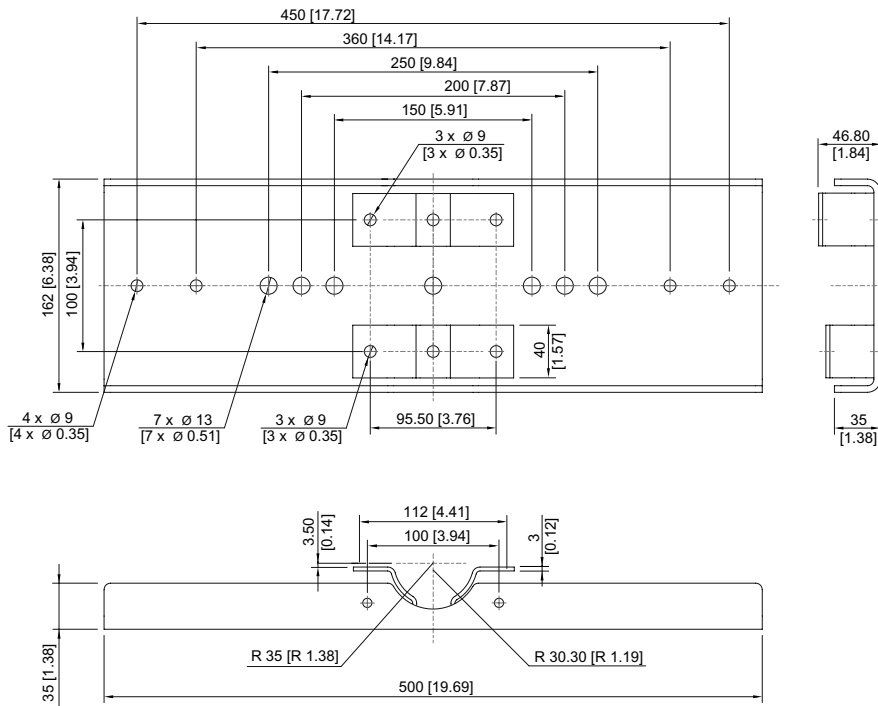 450 [17.72]
360 [14.17]
250 [9.84]
200 [7.87]
150 [5.91]
3 x Ø 9
[3 x Ø 0.35]
46.80
[1.84]
162 [6.38]
100 [3.94]
40
[1.57]
4 x Ø 9
[4 x Ø 0.35]
7 x Ø 13
[7 x Ø 0.51]
3 x Ø 9
[3 x Ø 0.35]
95.50 [3.76]
35
[1.38]
3.50
[0.14]
112 [4.41]
100 [3.94]
3
[0.12]
35
[1.38]
R 35 [R 1.38]
R 30.30 [R 1.19]
500 [19.69]